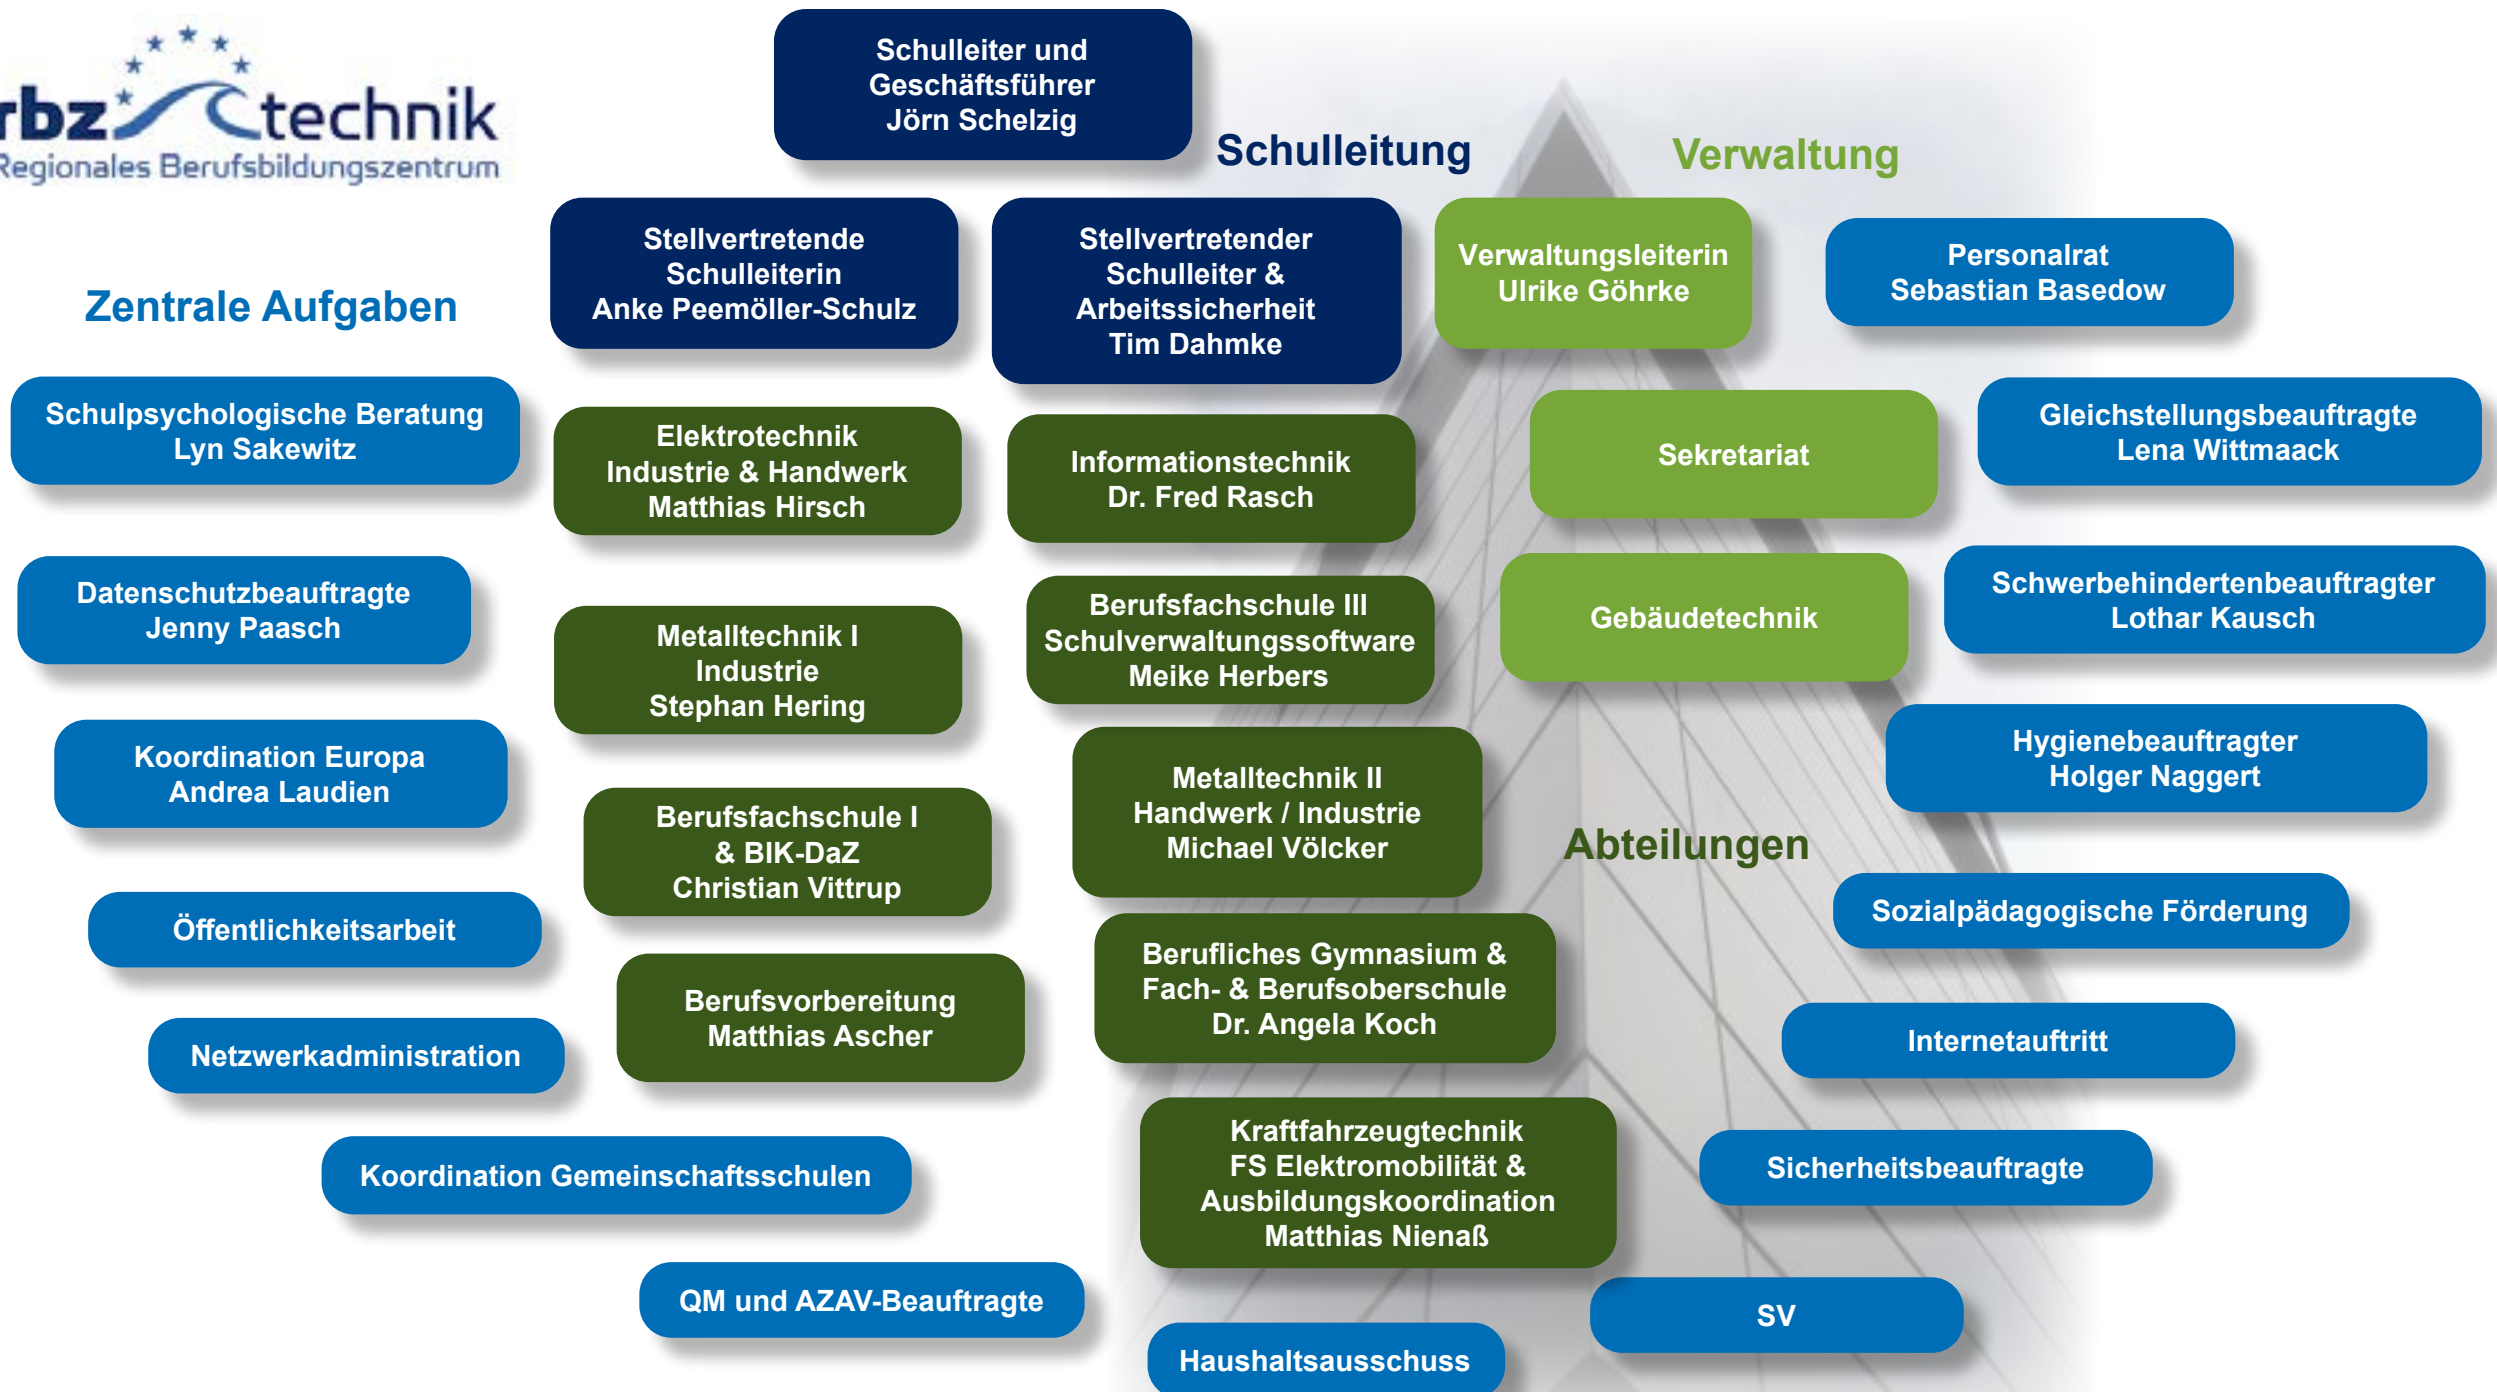 rbz technik
Regionales Berufsbildungszentrum
Schulleiter und
Geschäftsführer
Jörn Schelzig
Schulleitung
Verwaltung
Stellvertretende
Schulleiterin
Anke Peemöller-Schulz
Stellvertretender
Schulleiter &
Arbeitssicherheit
Tim Dahmke
Verwaltungsleiterin
Ulrike Göhrke
Personalrat
Sebastian Basedow
Zentrale Aufgaben
Schulpsychologische Beratung
Lyn Sakewitz
Elektrotechnik
Industrie & Handwerk
Matthias Hirsch
Informationstechnik
Dr. Fred Rasch
Sekretariat
Gleichstellungsbeauftragte
Lena Wittmaack
Datenschutzbeauftragte
Jenny Paasch
Metalltechnik I
Industrie
Stephan Hering
Berufsfachschule III
Schulverwaltungssoftware
Meike Herbers
Gebäudetechnik
Schwerbehindertenbeauftragter
Lothar Kausch
Koordination Europa
Andrea Laudien
Berufsfachschule I
& BIK-DaZ
Christian Vittrup
Metalltechnik II
Handwerk / Industrie
Michael Völcker
Abteilungen
Hygienebeauftragter
Holger Naggert
Öffentlichkeitsarbeit
Berufsvorbereitung
Matthias Ascher
Berufliches Gymnasium &
Fach- & Berufsoberschule
Dr. Angela Koch
Sozialpädagogische Förderung
Netzwerkadministration
Internetauftritt
Koordination Gemeinschaftsschulen
Kraftfahrzeugtechnik
FS Elektromobilität &
Ausbildungskoordination
Matthias Nienaß
Sicherheitsbeauftragte
QM und AZAV-Beauftragte
SV
Haushaltsausschuss